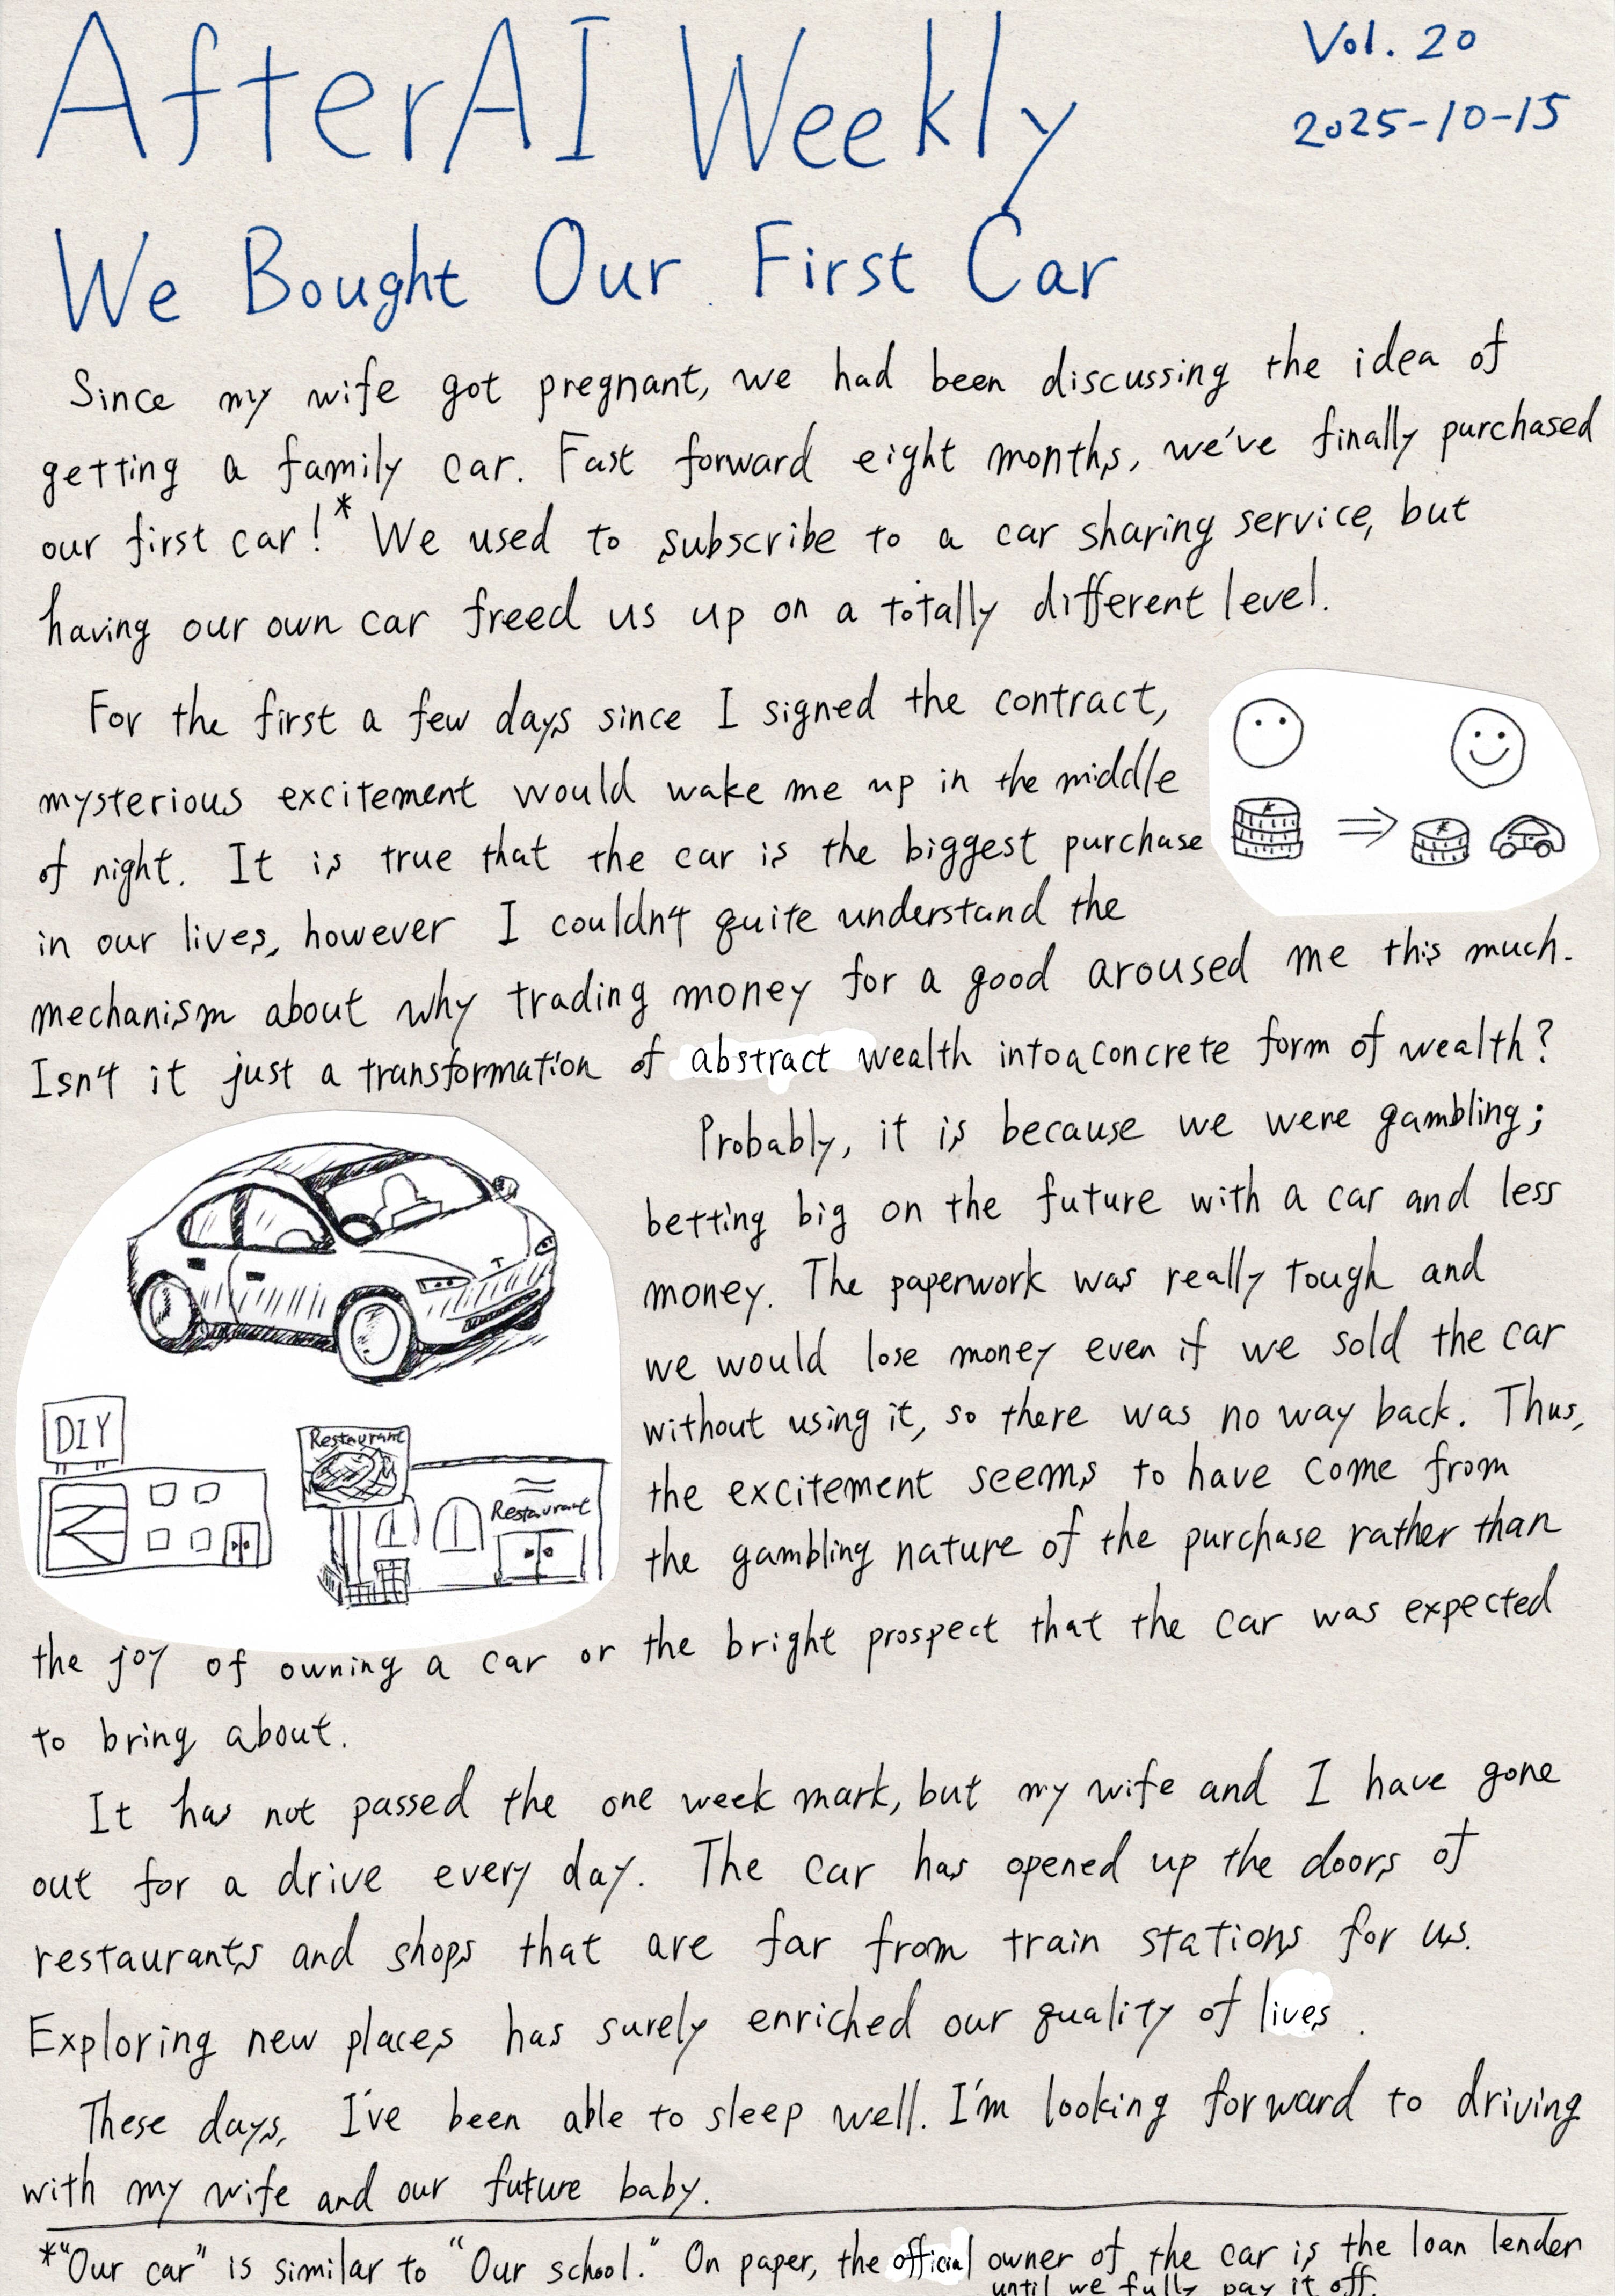 AfterAI Weekly
Vol. 20
2025-10-15
We Bought Our First Car
Since my wife got pregnant, we had been discussing the idea of
getting a family car. Fast forward eight months, we've finally purchased
our first car!* We used to subscribe to a car sharing service, but
having our own car freed us up on a totally different level.
For the first a few days since I signed the contract,
mysterious excitement would wake me up in the middle
of night. It is true that the car is the biggest purchase
in our lives, however I couldn't quite understand the
mechanism about why trading money for a good aroused me this much.
Isn't it just a transformation of abstract wealth into a concrete form of wealth?
Probably, it is because we were gambling;
betting big on the future with a car and less
money. The paperwork was really tough and
we would lose money even if we sold the car
without using it, so there was no way back. Thus,
the excitement seems to have come from
the gambling nature of the purchase rather than
the joy of owning a car or the bright prospect that the car was expected
to bring about.
DIY
Restaurant
Restaurant
It has not passed the one week mark, but my wife and I have gone
out for a drive every day. The car has opened up the doors of
restaurants and shops that are far from train stations for us.
Exploring new places has surely enriched our quality of lives.
These days, I've been able to sleep well. I'm looking forward to driving
with my wife and our future baby.
*"Our car" is similar to "Our school." On paper, the official owner of the car is the loan lender
until we fully pay it off.